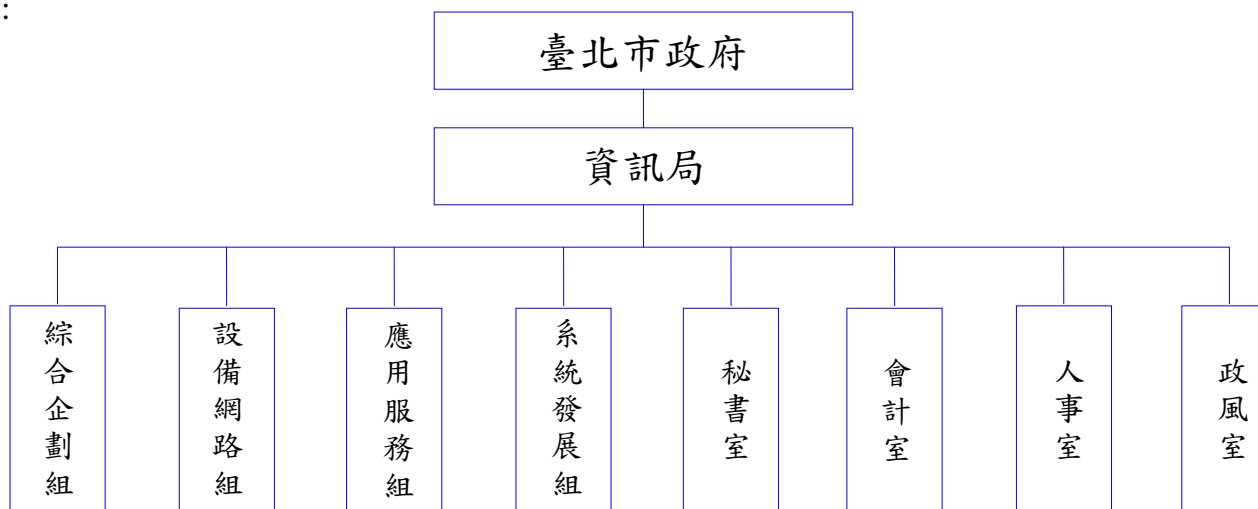 ：
臺北市政府
資訊局
綜合企劃組
設備網路組
應用服務組
系統發展組
秘書室
會計室
人事室
政風室